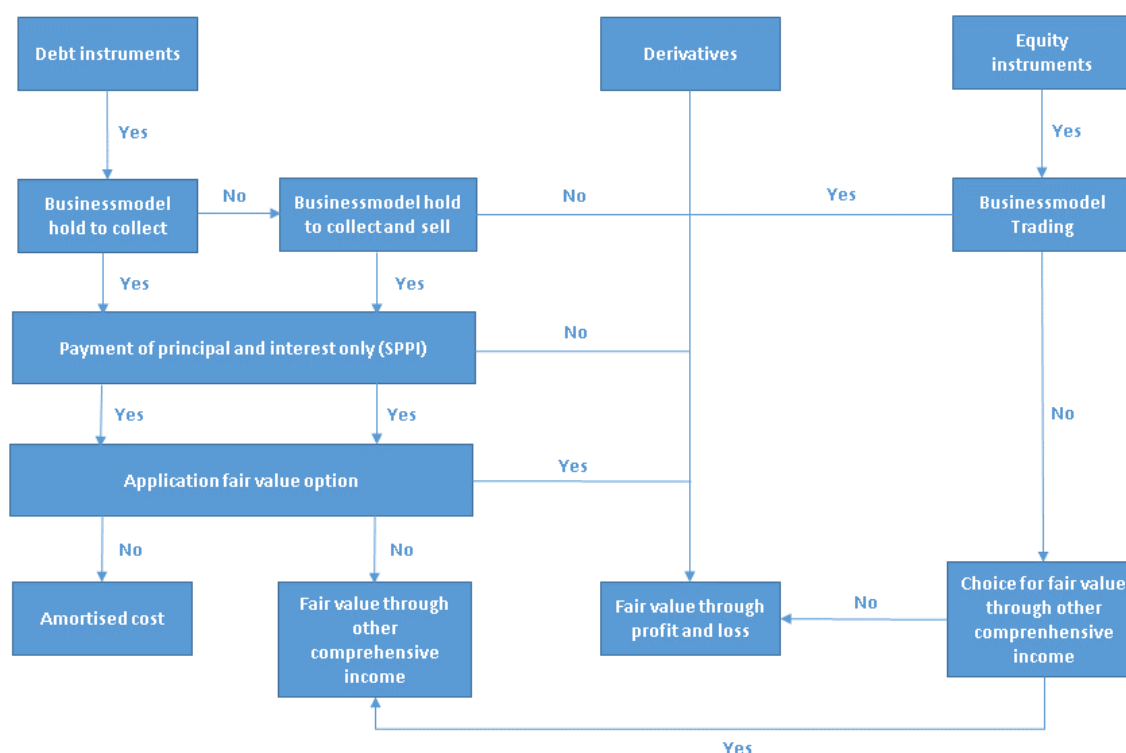 Debt instruments
Derivatives
Equity
instruments
Yes
Yes
Businessmodel
hold to collect
No
Businessmodel hold
to collect and sell
No
Yes
Businessmodel
Trading
Yes
Yes
Payment of principal and interest only (SPPI)
No
Yes
Yes
No
Application fair value option
Yes
No
No
Amortised cost
Fair value through
other
comprehensive
income
Fair value through
profit and loss
No
Choice for fair value
through other
comprenhensive
income
Yes